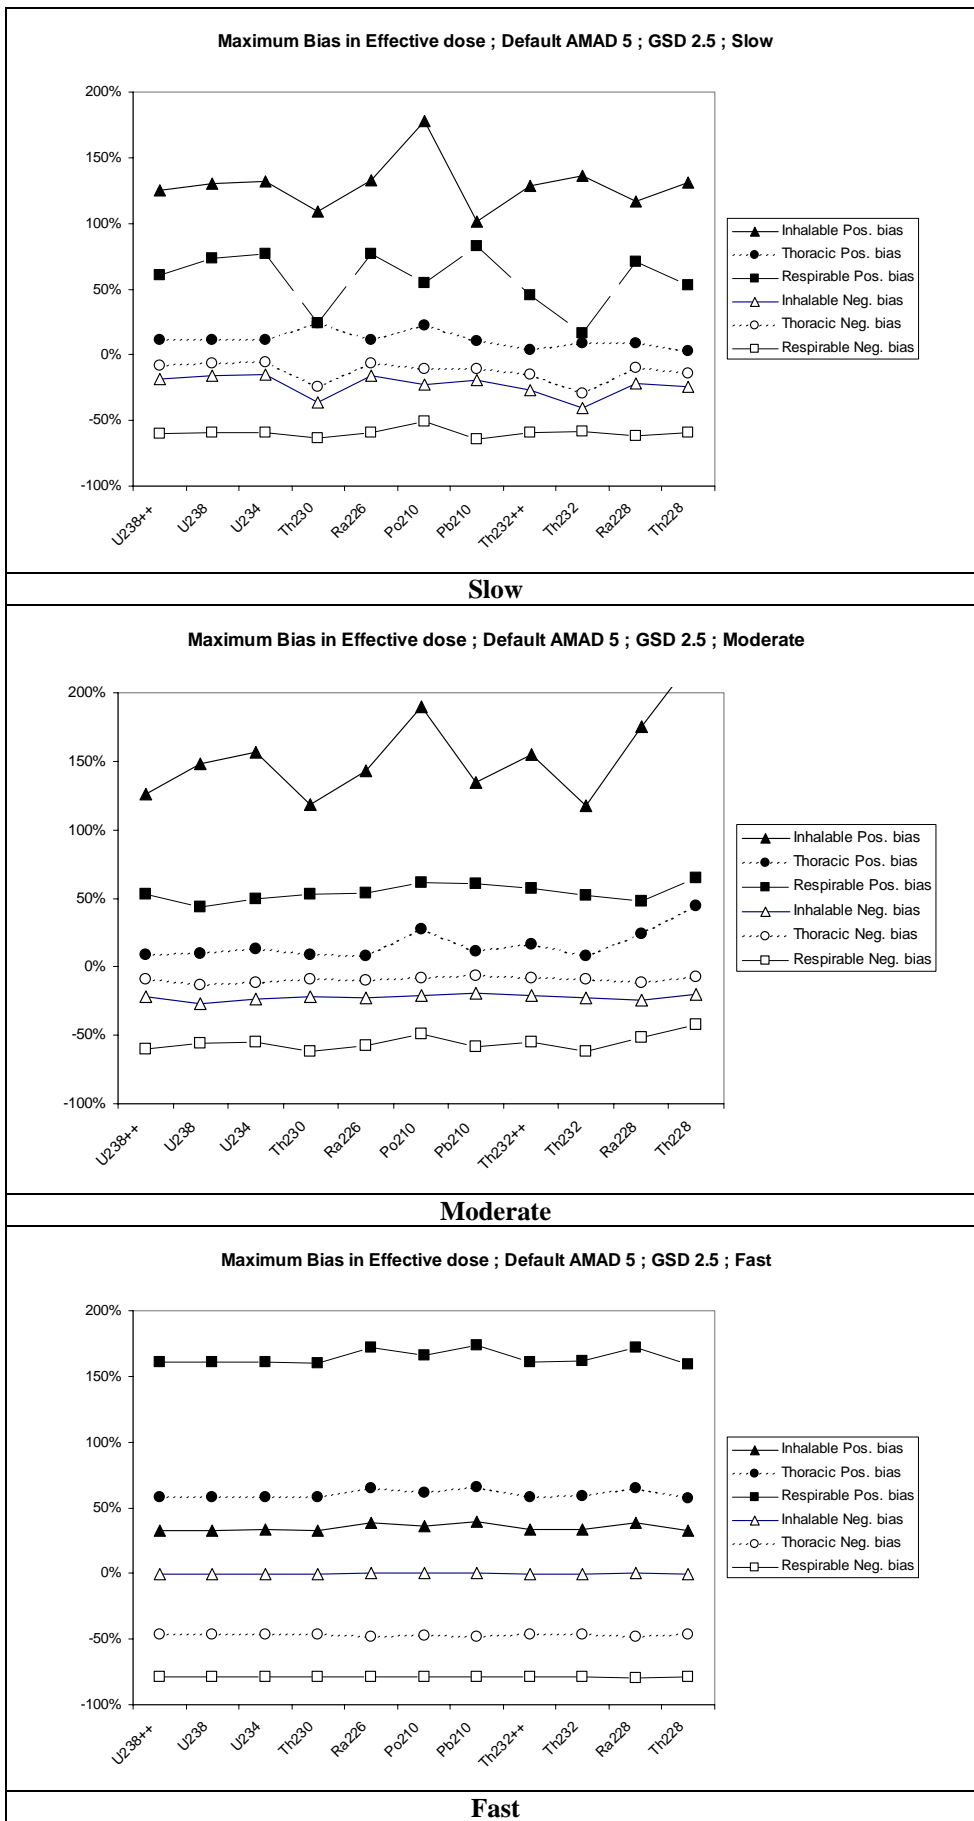 Maximum Bias in Effective dose ; Default AMAD 5 ; GSD 2.5 ; Slow
200%
150%
100%
50%
0%
-50%
-100%
U238++
U238
U234
Th230
Ra226
Po210
Pb210
Th232++
Th232
Ra228
Th228
Inhalable Pos. bias
Thoracic Pos. bias
Respirable Pos. bias
Inhalable Neg. bias
Thoracic Neg. bias
Respirable Neg. bias
Slow
Maximum Bias in Effective dose ; Default AMAD 5 ; GSD 2.5 ; Moderate
200%
150%
100%
50%
0%
-50%
-100%
U238++
U238
U234
Th230
Ra226
Po210
Pb210
Th232++
Th232
Ra228
Th228
Inhalable Pos. bias
Thoracic Pos. bias
Respirable Pos. bias
Inhalable Neg. bias
Thoracic Neg. bias
Respirable Neg. bias
Moderate
Maximum Bias in Effective dose ; Default AMAD 5 ; GSD 2.5 ; Fast
200%
150%
100%
50%
0%
-50%
-100%
U238++
U238
U234
Th230
Ra226
Po210
Pb210
Th232++
Th232
Ra228
Th228
Inhalable Pos. bias
Thoracic Pos. bias
Respirable Pos. bias
Inhalable Neg. bias
Thoracic Neg. bias
Respirable Neg. bias
Fast